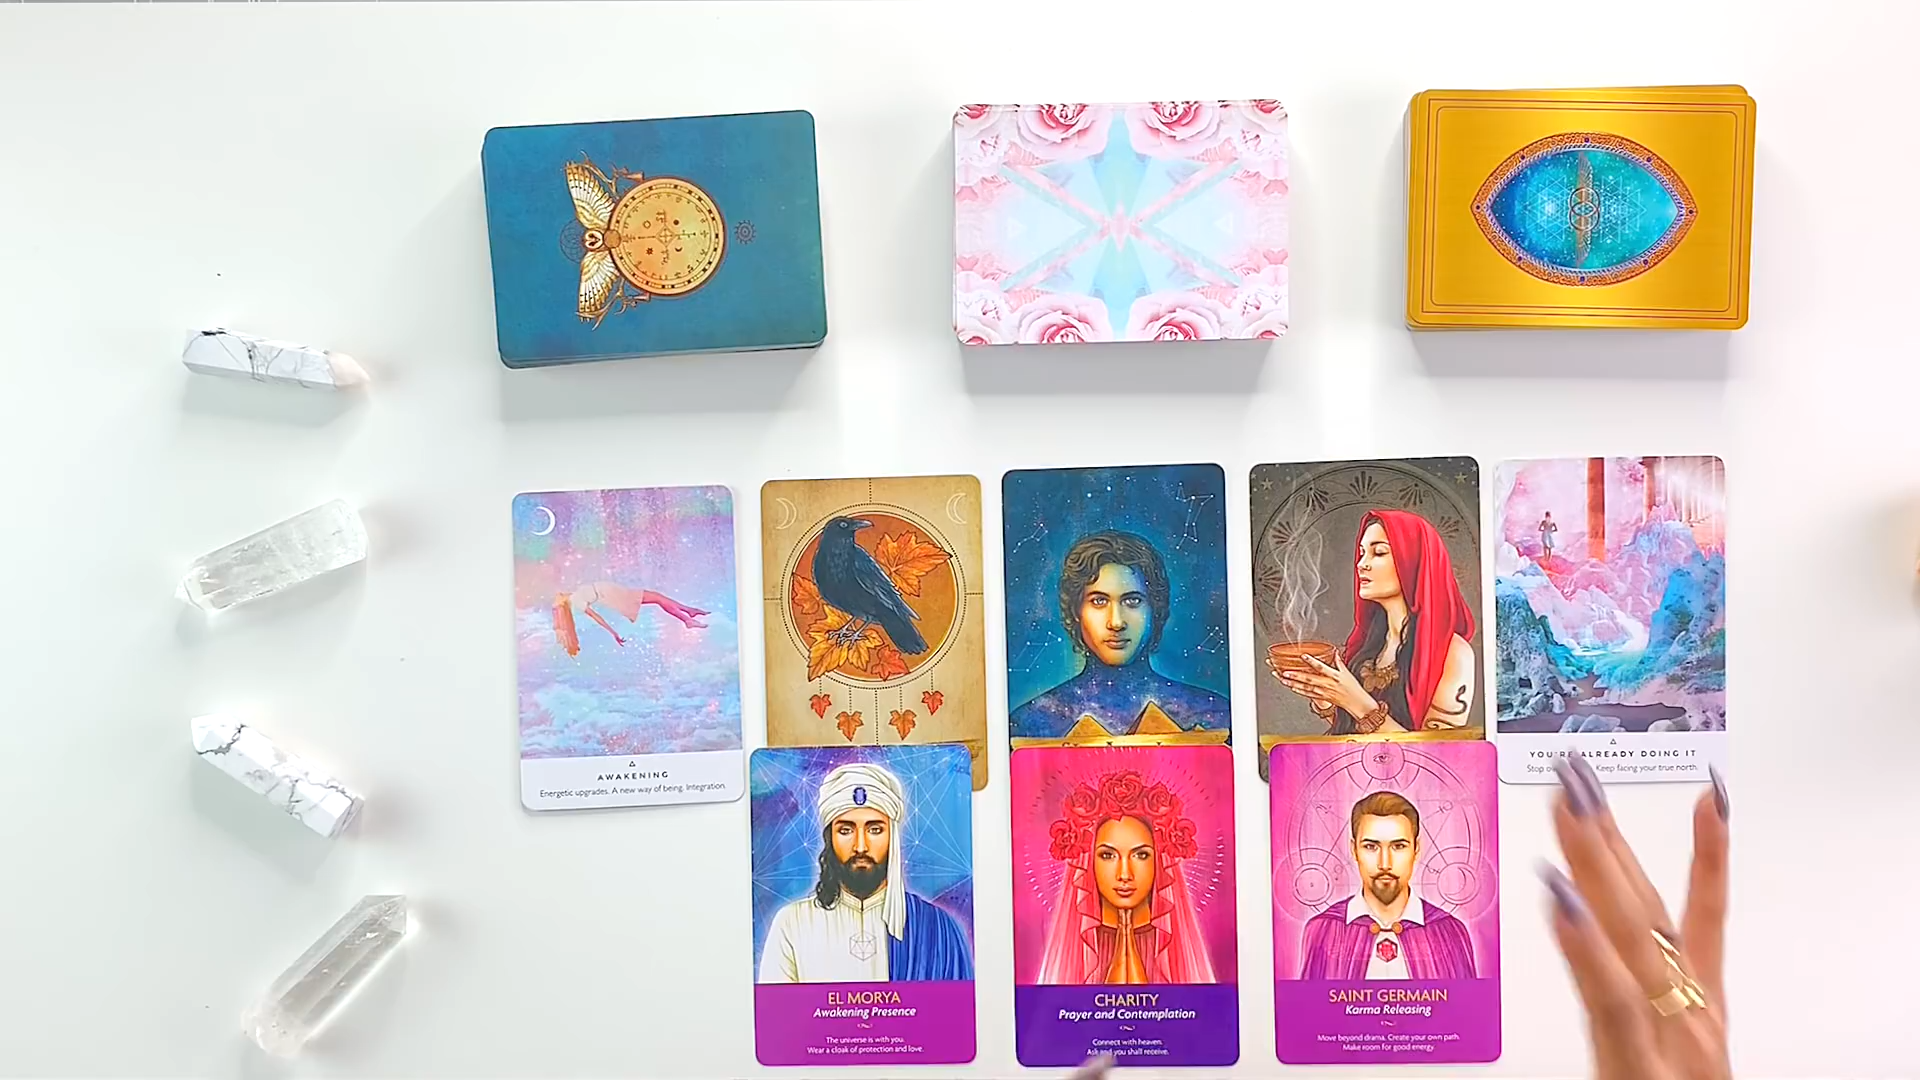 AWAKENING
Energetic upgrades. A new way of being. Integration.
YOU'RE ALREADY DOING IT
Stop Keep facing your true north.
EL MORYA
Awakening Presence
The universe is with you.
Wear a cloak of protection and love.
CHARITY
Prayer and Contemplation
Connect with heaven.
Ask and you shall receive.
SAINT GERMAIN
Karma Releasing
Move beyond drama. Create your own path.
Make room for good energy.